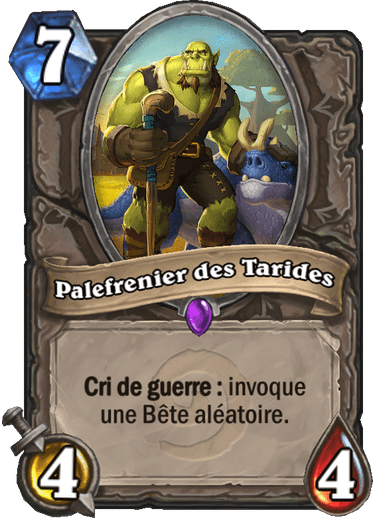 7
Palefrenier des Tarides
Cri de guerre : invoque
une Bête aléatoire.
4
4